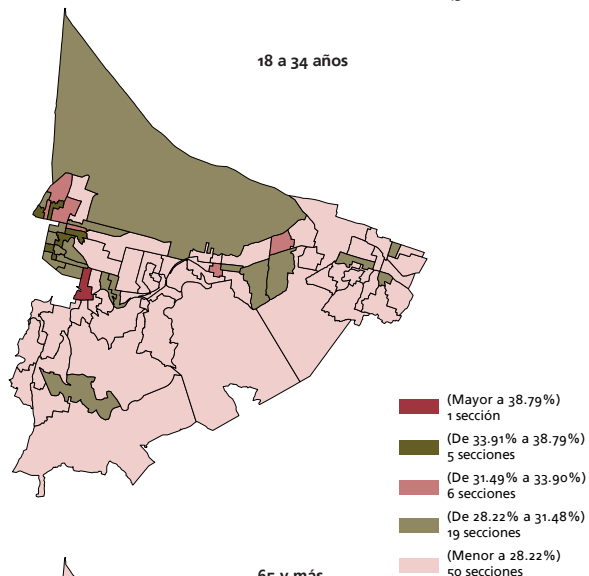 18 a 34 años
(Mayor a 38.79%)
1 sección
(De 33.91% a 38.79%)
5 secciones
(De 31.49% a 33.90%)
6 secciones
(De 28.22% a 31.48%)
19 secciones
(Menor a 28.22%)
50 secciones
65 y más